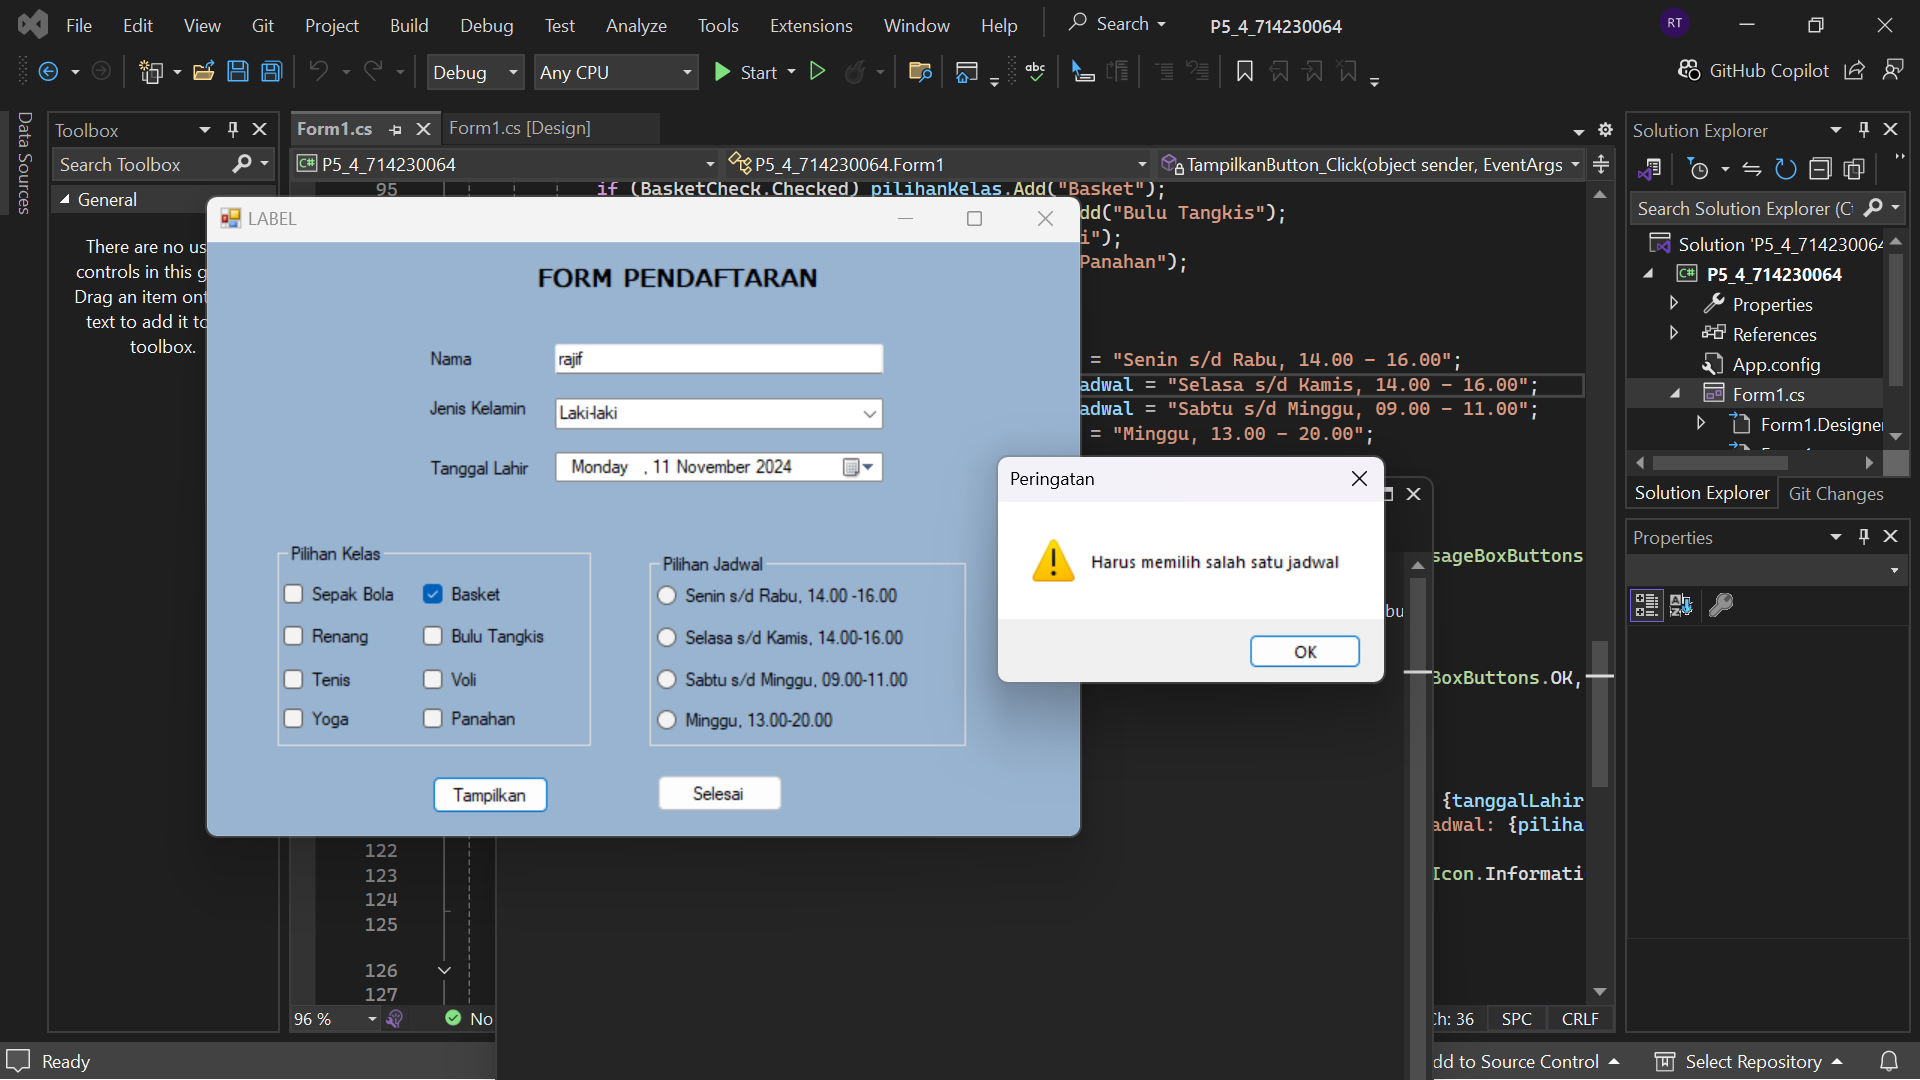 File Edit View Git Project Build Debug Test Analyze Tools Extensions Window Help Search P5_4_714230064 RT
Debug Any CPU Start GitHub Copilot
Data Sources
Toolbox
Search Toolbox
General
There are no us
controls in this g
Drag an item ont
text to add it to
toolbox.
Form1.cs Form1.cs [Design]
P5_4_714230064 P5_4_714230064.Form1 TampilkanButton_Click(object sender, EventArgs
95 if (BasketCheck.Checked) pilihanKelas.Add("Basket");
dd("Bulu Tangkis");
i");
Panahan");
= "Senin s/d Rabu, 14.00 - 16.00";
adwal = "Selasa s/d Kamis, 14.00 - 16.00";
adwal = "Sabtu s/d Minggu, 09.00 - 11.00";
= "Minggu, 13.00 - 20.00";
sageBoxButtons
bu
BoxButtons.OK,
{tanggalLahir
adwal: {piliha
Icon.Informati
122
123
124
125
126
127
96 % No
Ch: 36 SPC CRLF
LABEL
FORM PENDAFTARAN
Nama rajif
Jenis Kelamin Laki-laki
Tanggal Lahir Monday , 11 November 2024
Pilihan Kelas
Sepak Bola Basket
Renang Bulu Tangkis
Tenis Voli
Yoga Panahan
Pilihan Jadwal
Senin s/d Rabu, 14.00 -16.00
Selasa s/d Kamis, 14.00-16.00
Sabtu s/d Minggu, 09.00-11.00
Minggu, 13.00-20.00
Tampilkan Selesai
Peringatan
Harus memilih salah satu jadwal
OK
Solution Explorer
Search Solution Explorer (C
Solution 'P5_4_714230064
P5_4_714230064
Properties
References
App.config
Form1.cs
Form1.Designer
Solution Explorer Git Changes
Properties
Ready
dd to Source Control Select Repository